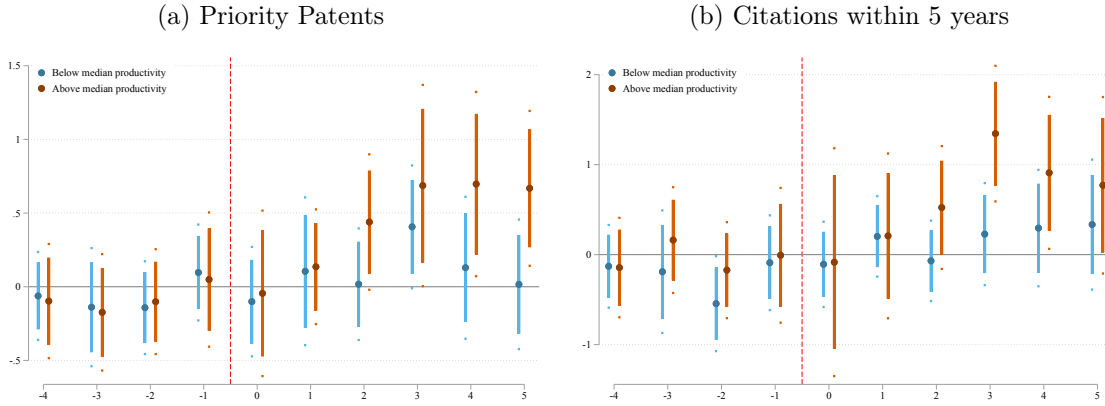 (a) Priority Patents
1.5
1
.5
0
-.5
Below median productivity
Above median productivity
-4 -3 -2 -1 0 1 2 3 4 5
(b) Citations within 5 years
2
1
0
-1
Below median productivity
Above median productivity
-4 -3 -2 -1 0 1 2 3 4 5